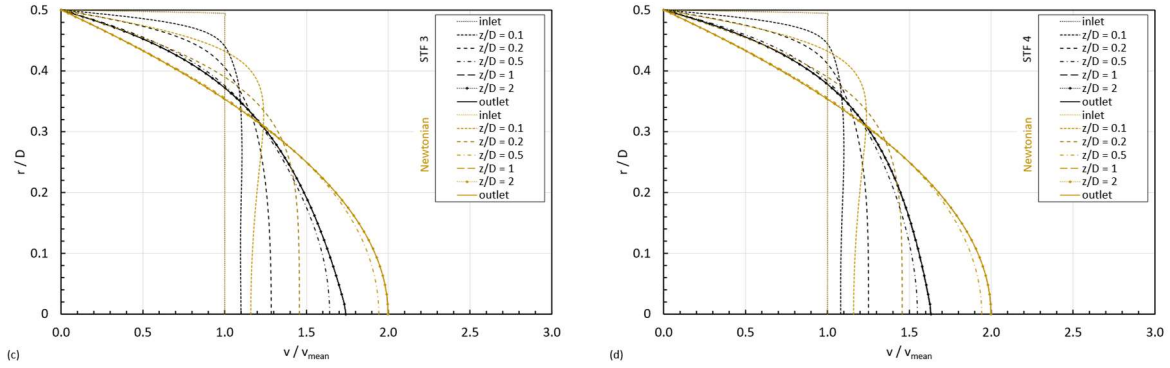 0.5
0.4
0.3
0.2
0.1
0
r / D
0.0
0.5
1.0
1.5
2.0
2.5
3.0
v / v_mean
(c)
STF 3
inlet
z/D = 0.1
z/D = 0.2
z/D = 0.5
z/D = 1
z/D = 2
outlet
Newtonian
inlet
z/D = 0.1
z/D = 0.2
z/D = 0.5
z/D = 1
z/D = 2
outlet
0.5
0.4
0.3
0.2
0.1
0
r / D
0.0
0.5
1.0
1.5
2.0
2.5
3.0
v / v_mean
(d)
STF 4
inlet
z/D = 0.1
z/D = 0.2
z/D = 0.5
z/D = 1
z/D = 2
outlet
Newtonian
inlet
z/D = 0.1
z/D = 0.2
z/D = 0.5
z/D = 1
z/D = 2
outlet